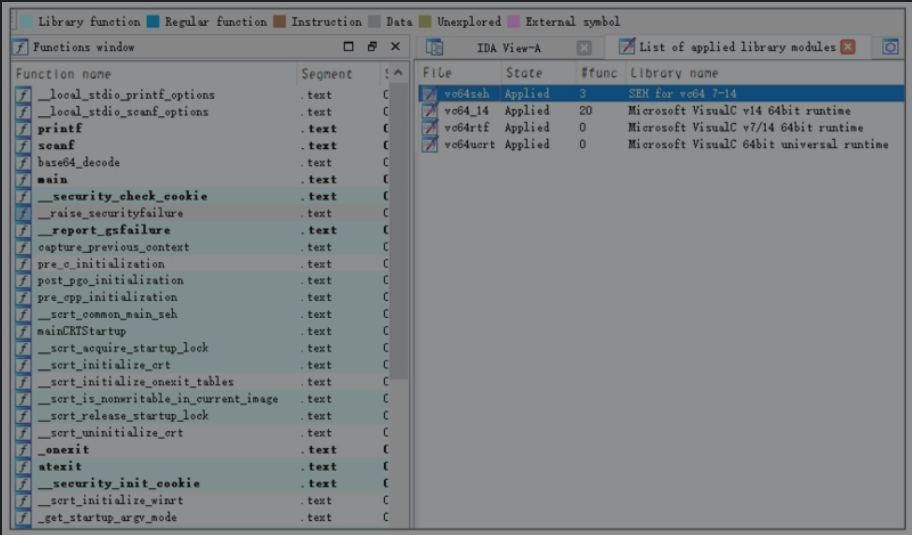 Library function Regular function Instruction Data Unexplored External symbol
Functions window
Function name Segment
__local_stdio_printf_options .text
__local_stdio_scanf_options .text
printf .text
scanf .text
base64_decode .text
main .text
__security_check_cookie .text
__raise_securityfailure .text
__report_gsfailure .text
capture_previous_context .text
pre_c_initialization .text
post_pgo_initialization .text
pre_cpp_initialization .text
__scrt_common_main_seh .text
mainCRTStartup .text
__scrt_acquire_startup_lock .text
__scrt_initialize_crt .text
__scrt_initialize_onexit_tables .text
__scrt_is_nonwritable_in_current_image .text
__scrt_release_startup_lock .text
__scrt_uninitialize_crt .text
_onexit .text
atexit .text
__security_init_cookie .text
__scrt_initialize_winrt .text
_get_startup_argv_mode .text
IDA View-A List of applied library modules
File State #func Library name
vc64seh Applied 3 SEH for vc64 7-14
vc64_14 Applied 20 Microsoft VisualC v14 64bit runtime
vc64rtf Applied 0 Microsoft VisualC v7/14 64bit runtime
vc64ucrt Applied 0 Microsoft VisualC 64bit universal runtime